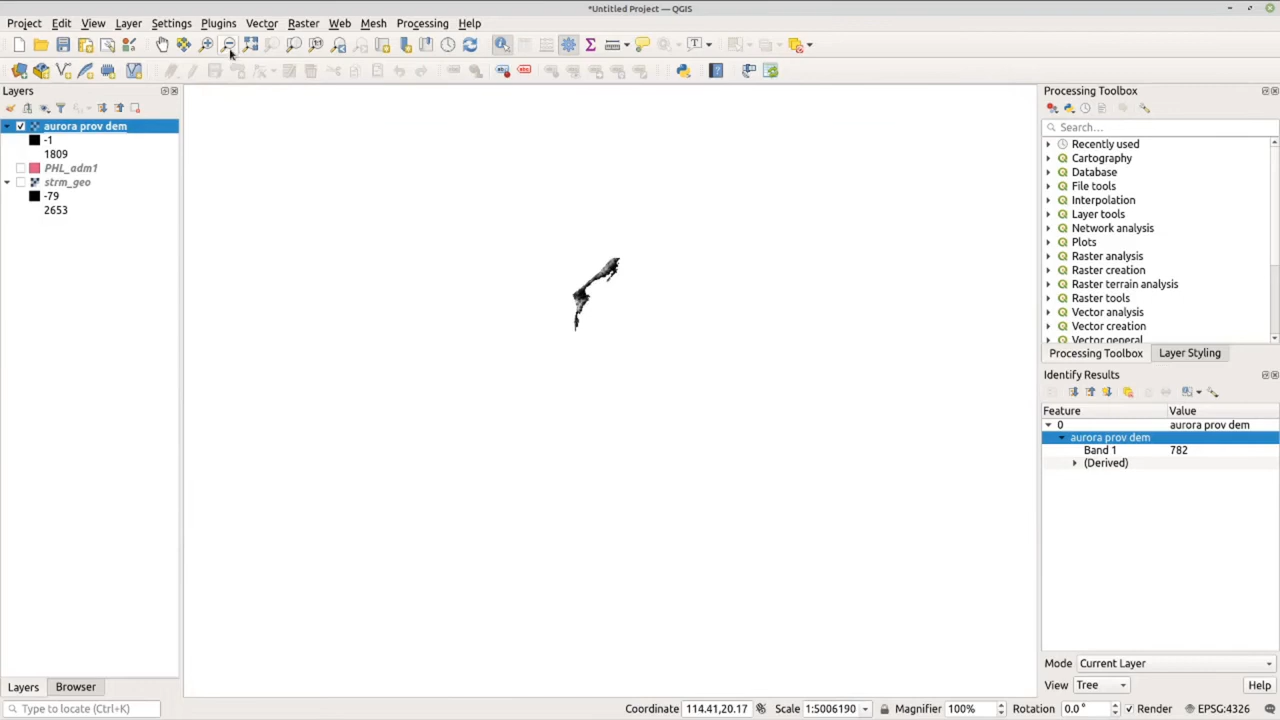 *Untitled Project — QGIS
Project Edit View Layer Settings Plugins Vector Raster Web Mesh Processing Help
Layers
aurora prov dem
-1
1809
PHL_adm1
strm_geo
-79
2653
Layers Browser
Type to locate (Ctrl+K)
Processing Toolbox
Search...
Recently used
Cartography
Database
File tools
Interpolation
Layer tools
Network analysis
Plots
Raster analysis
Raster creation
Raster terrain analysis
Raster tools
Vector analysis
Vector creation
Vector general
Processing Toolbox Layer Styling
Identify Results
Feature Value
0 aurora prov dem
aurora prov dem
Band 1 782
(Derived)
Mode Current Layer
View Tree Help
Coordinate 114.41,20.17 Scale 1:5006190 Magnifier 100% Rotation 0.0° Render EPSG:4326